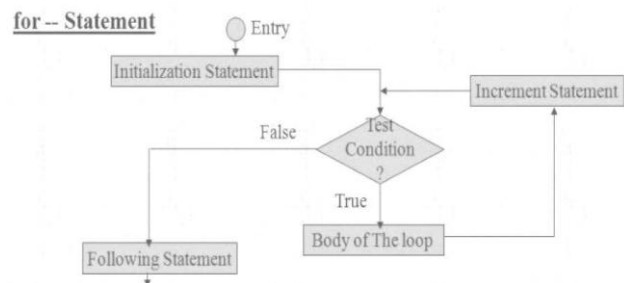 for -- Statement
Entry
Initialization Statement
Increment Statement
False
Test
Condition
?
True
Body of The loop
Following Statement